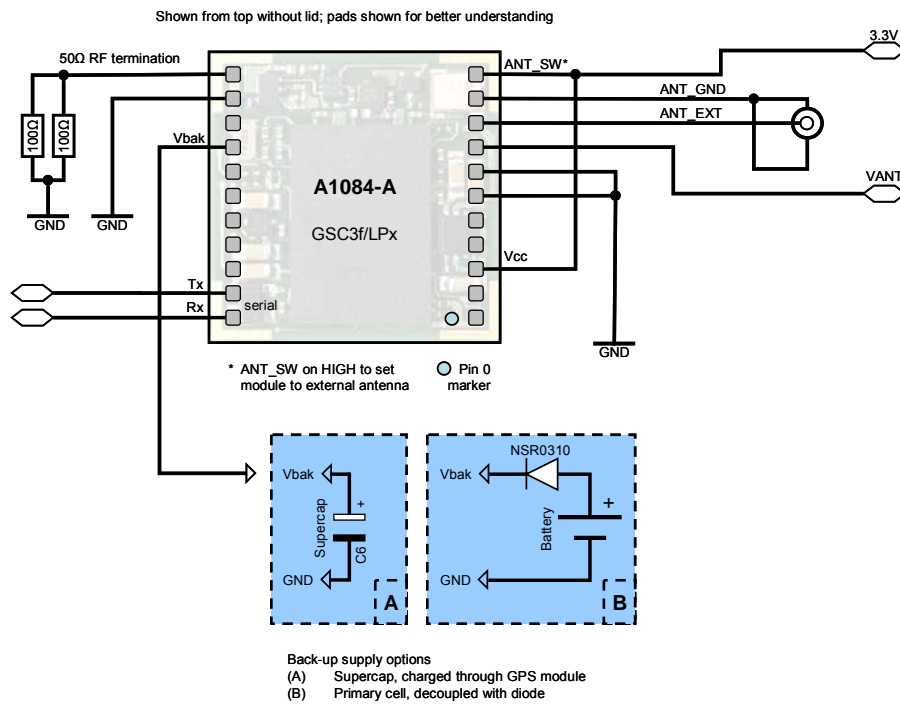 Shown from top without lid; pads shown for better understanding
50Ω RF termination
ANT_SW*
3.3V
ANT_GND
ANT_EXT
100Ω
100Ω
Vbak
A1084-A
GSC3f/LPx
VANT
GND
GND
Vcc
Tx
Rx
serial
GND
* ANT_SW on HIGH to set
module to external antenna
Pin 0
marker
Vbak
+
Supercap
C6
GND
A
NSR0310
Vbak
+
Battery
GND
B
Back-up supply options
(A) Supercap, charged through GPS module
(B) Primary cell, decoupled with diode